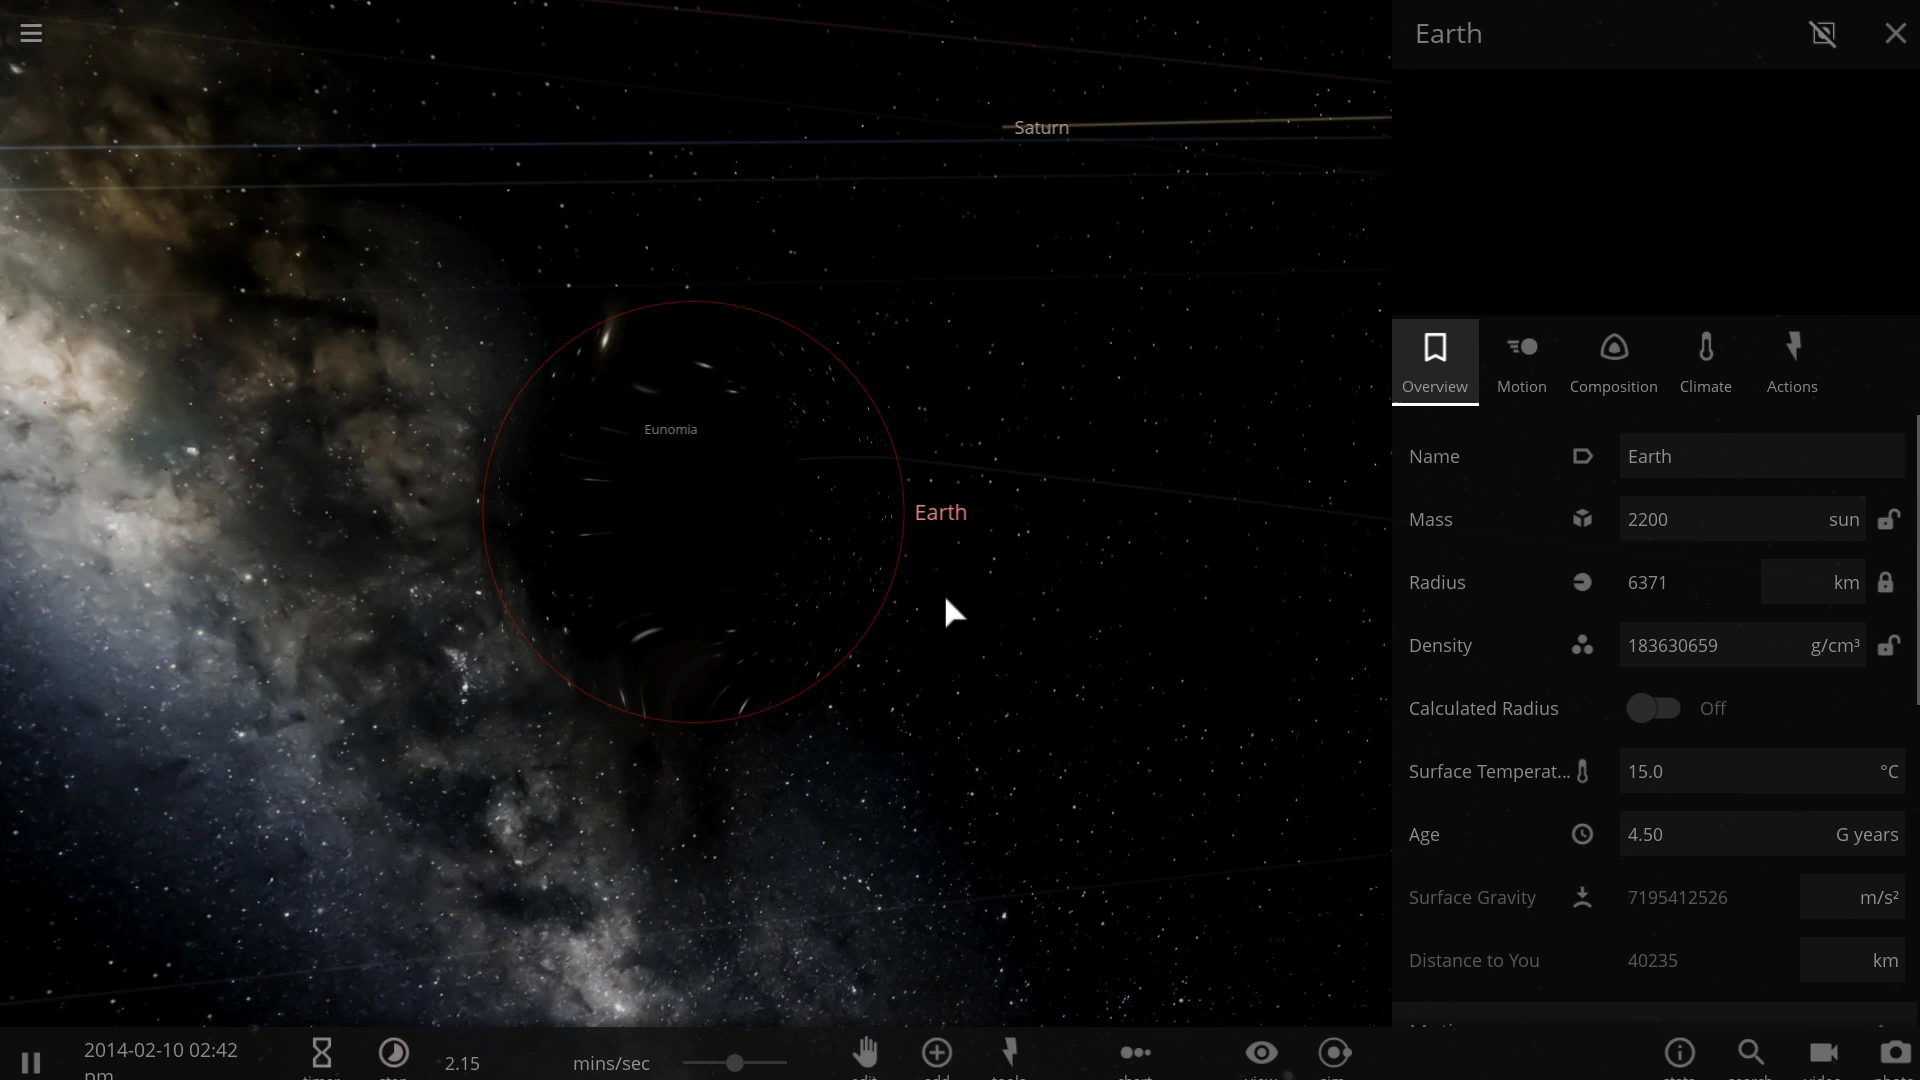 Earth
Saturn
Eunomia
Earth
Overview
Motion
Composition
Climate
Actions
Name
Earth
Mass
2200 sun
Radius
6371 km
Density
183630659 g/cm³
Calculated Radius
Off
Surface Temperat...
15.0 °C
Age
4.50 G years
Surface Gravity
7195412526 m/s²
Distance to You
40235 km
2014-02-10 02:42
pm
2.15 mins/sec